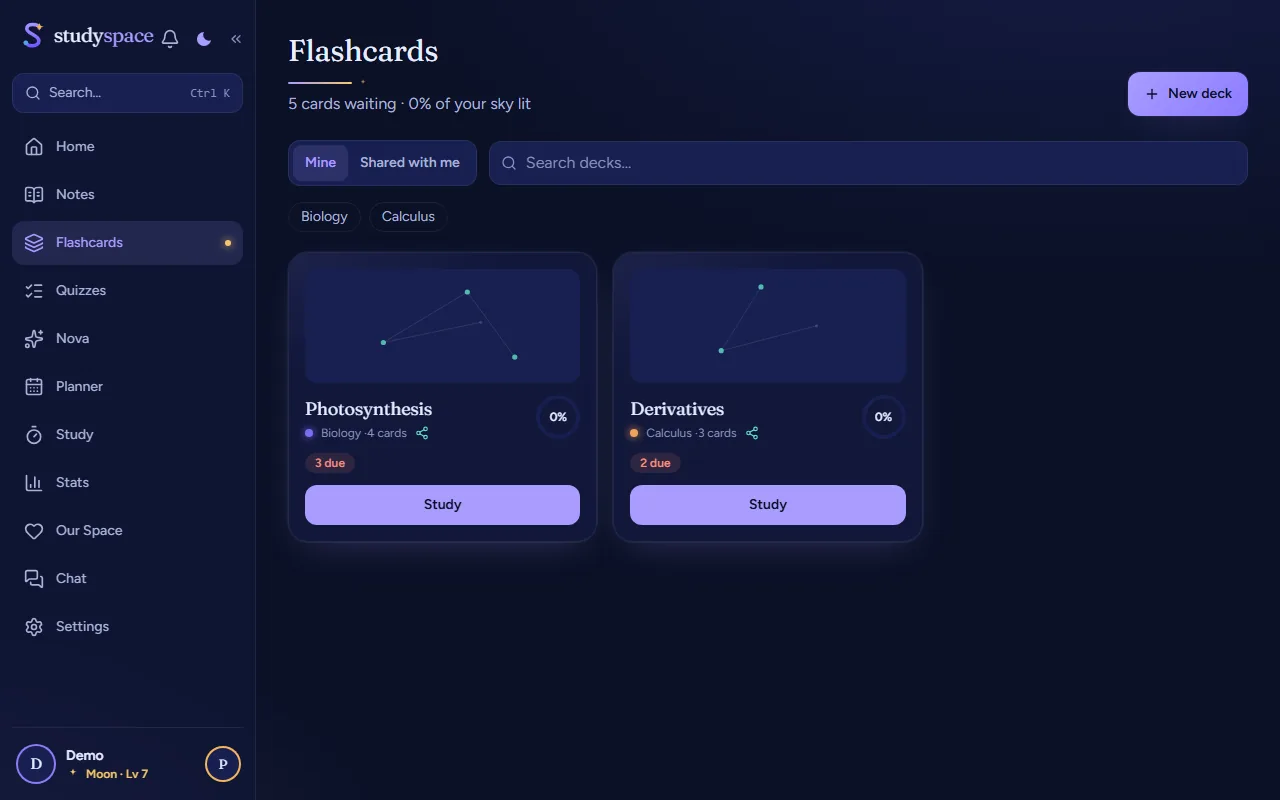 studyspace
Search...
Ctrl K
Home
Notes
Flashcards
Quizzes
Nova
Planner
Study
Stats
Our Space
Chat
Settings
D
Demo
Moon · Lv 7
P
Flashcards
5 cards waiting · 0% of your sky lit
New deck
Mine
Shared with me
Search decks...
Biology
Calculus
Photosynthesis
0%
Biology ·4 cards
3 due
Study
Derivatives
0%
Calculus ·3 cards
2 due
Study